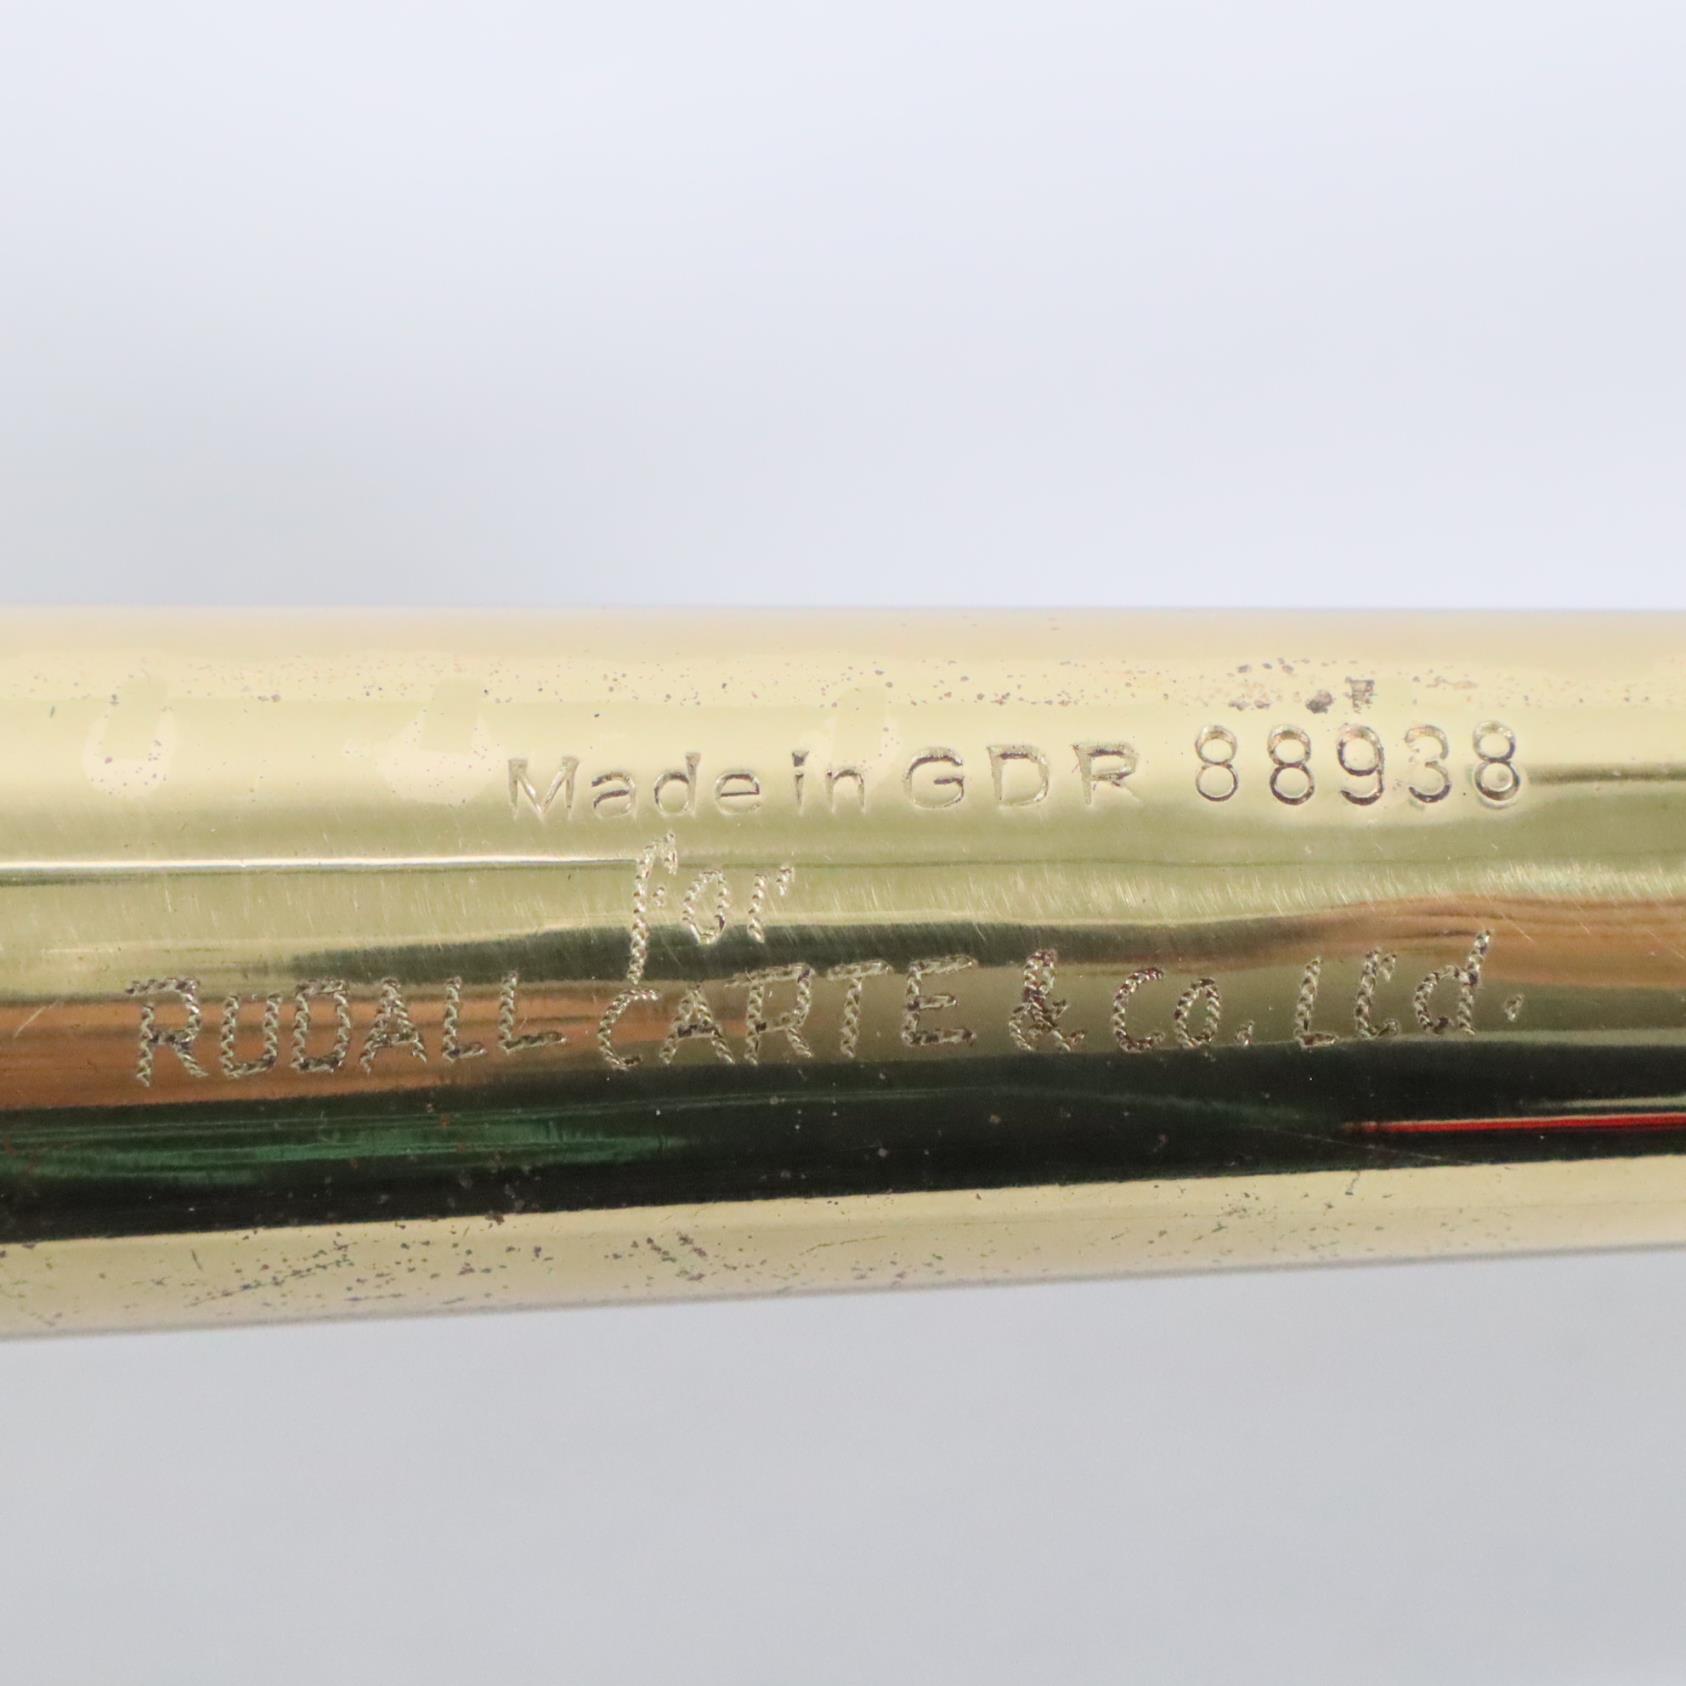 Made in GDR 88938
for
RUDALL CARTE & Co. Ltd.